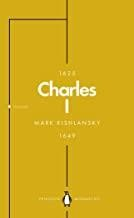 1625
Charles
I
MARK KISHLANSKY
1649
PENGUIN MONARCHS